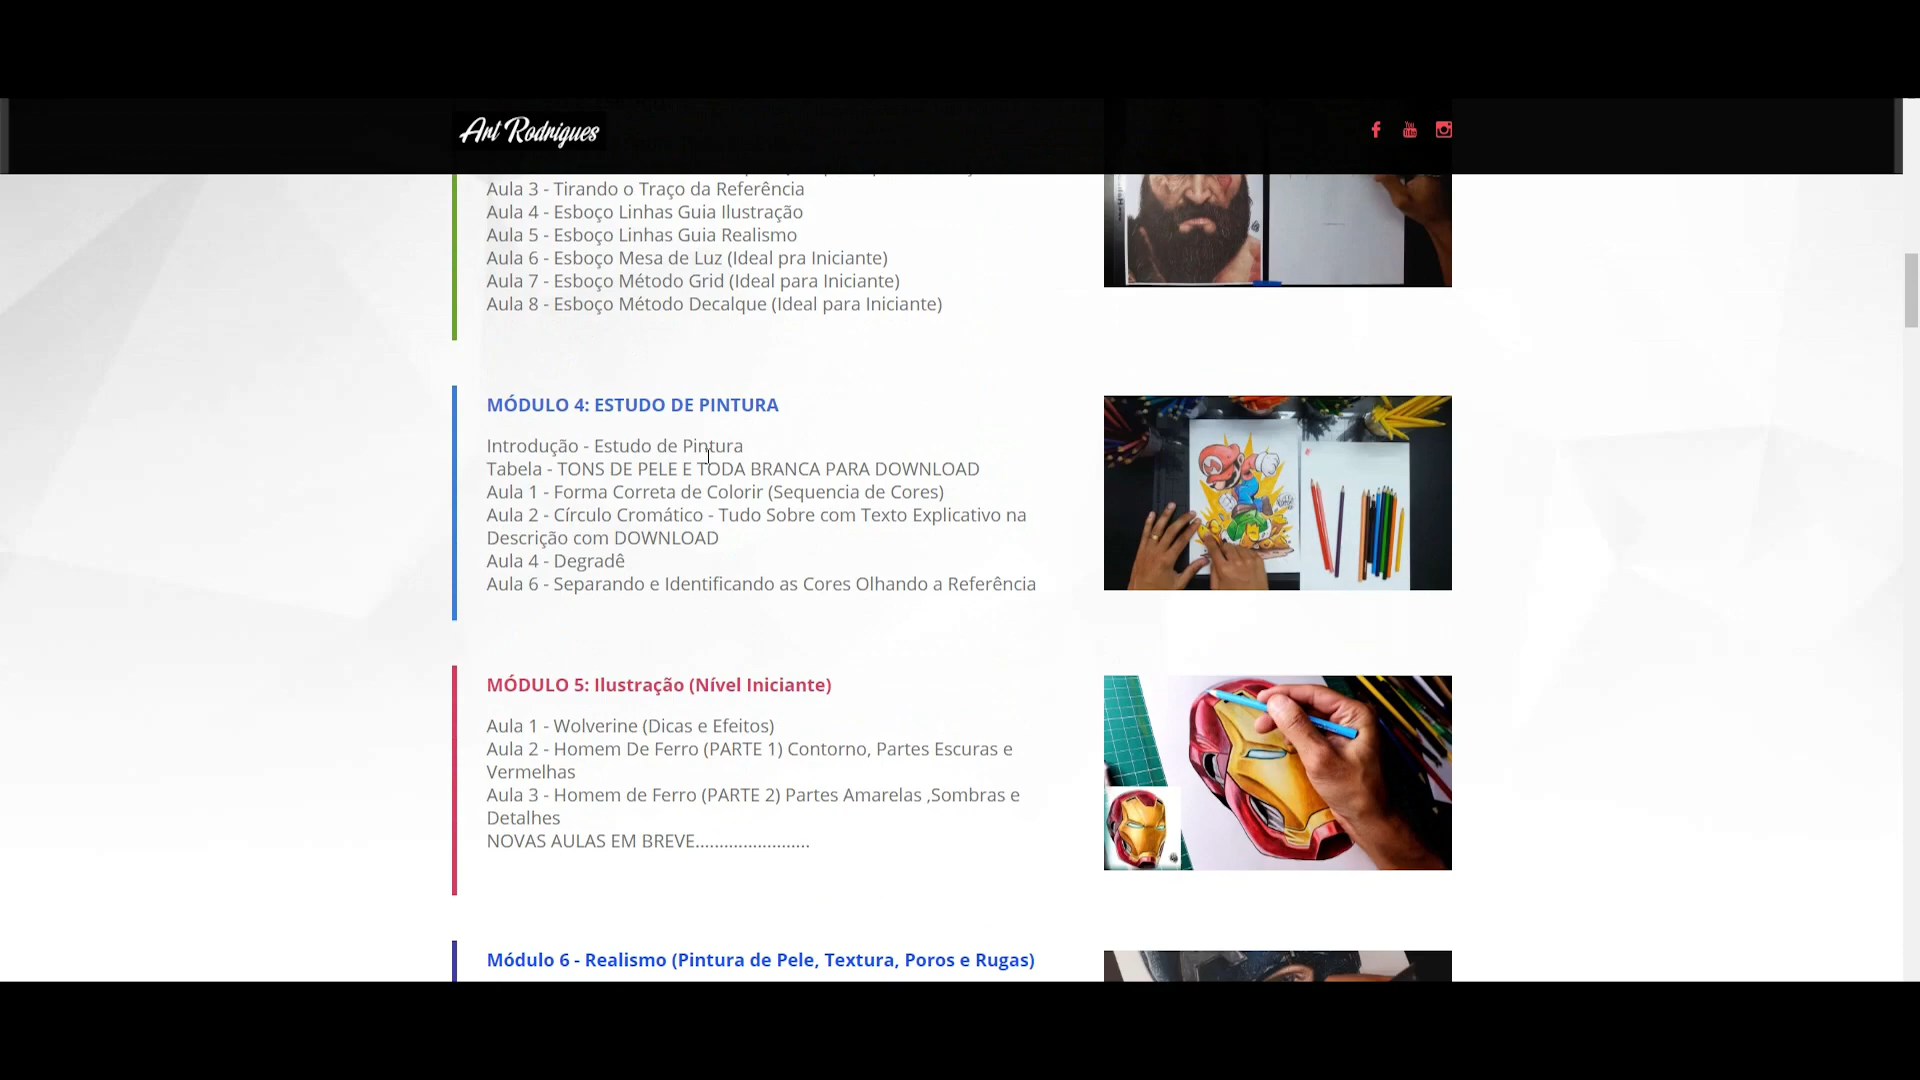 Art Rodrigues
Aula 3 - Tirando o Traço da Referência
Aula 4 - Esboço Linhas Guia Ilustração
Aula 5 - Esboço Linhas Guia Realismo
Aula 6 - Esboço Mesa de Luz (Ideal pra Iniciante)
Aula 7 - Esboço Método Grid (Ideal para Iniciante)
Aula 8 - Esboço Método Decalque (Ideal para Iniciante)
MÓDULO 4: ESTUDO DE PINTURA
Introdução - Estudo de Pintura
Tabela - TONS DE PELE E TODA BRANCA PARA DOWNLOAD
Aula 1 - Forma Correta de Colorir (Sequencia de Cores)
Aula 2 - Círculo Cromático - Tudo Sobre com Texto Explicativo na
Descrição com DOWNLOAD
Aula 4 - Degradê
Aula 6 - Separando e Identificando as Cores Olhando a Referência
MÓDULO 5: Ilustração (Nível Iniciante)
Aula 1 - Wolverine (Dicas e Efeitos)
Aula 2 - Homem De Ferro (PARTE 1) Contorno, Partes Escuras e
Vermelhas
Aula 3 - Homem de Ferro (PARTE 2) Partes Amarelas ,Sombras e
Detalhes
NOVAS AULAS EM BREVE........................
Módulo 6 - Realismo (Pintura de Pele, Textura, Poros e Rugas)